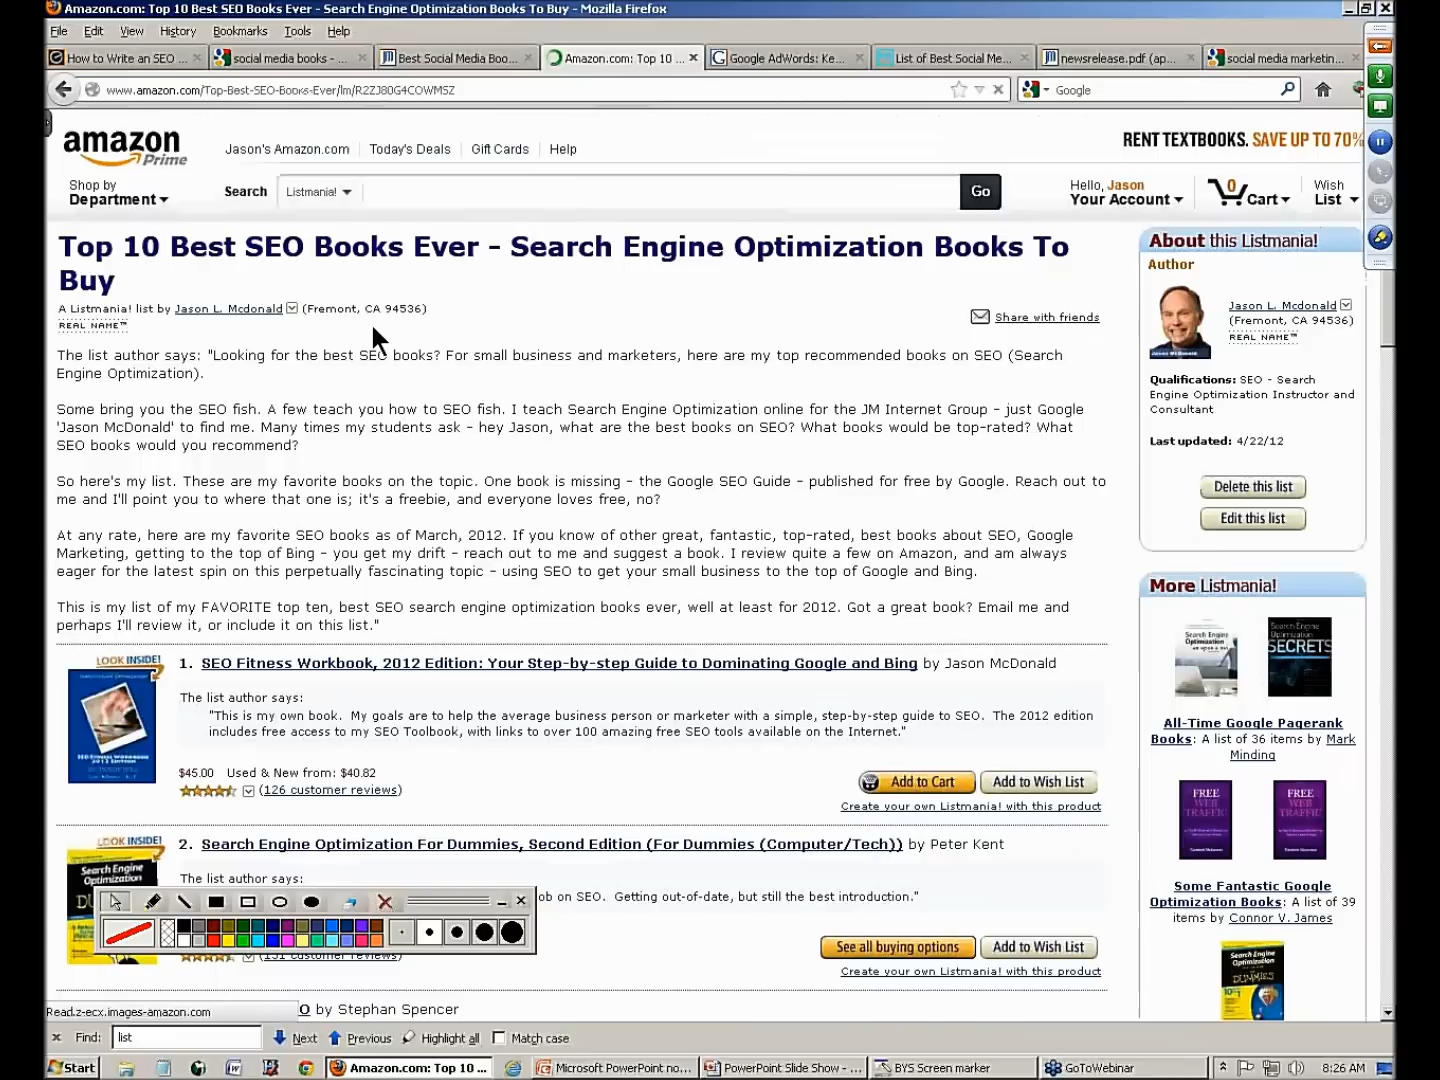 Amazon.com: Top 10 Best SEO Books Ever - Search Engine Optimization Books To Buy - Mozilla Firefox
File Edit View History Bookmarks Tools Help
How to Write an SEO ... social media books - ... Best Social Media Boo... Amazon.com: Top 10 ... Google AdWords: Ke... List of Best Social Me... newsrelease.pdf (ap... social media marketin...
www.amazon.com/Top-Best-SEO-Books-Ever/lm/R2ZJ80G4COWM5Z Google
amazon Prime
Jason's Amazon.com Today's Deals Gift Cards Help
RENT TEXTBOOKS. SAVE UP TO 70%
Shop by Department
Search Listmania! Go
Hello, Jason Your Account
0 Cart
Wish List
Top 10 Best SEO Books Ever - Search Engine Optimization Books To
Buy
A Listmania! list by Jason L. Mcdonald (Fremont, CA 94536)
REAL NAME™
Share with friends
The list author says: "Looking for the best SEO books? For small business and marketers, here are my top recommended books on SEO (Search
Engine Optimization).
Some bring you the SEO fish. A few teach you how to SEO fish. I teach Search Engine Optimization online for the JM Internet Group - just Google
'Jason McDonald' to find me. Many times my students ask - hey Jason, what are the best books on SEO? What books would be top-rated? What
SEO books would you recommend?
So here's my list. These are my favorite books on the topic. One book is missing - the Google SEO Guide - published for free by Google. Reach out to
me and I'll point you to where that one is; it's a freebie, and everyone loves free, no?
At any rate, here are my favorite SEO books as of March, 2012. If you know of other great, fantastic, top-rated, best books about SEO, Google
Marketing, getting to the top of Bing - you get my drift - reach out to me and suggest a book. I review quite a few on Amazon, and am always
eager for the latest spin on this perpetually fascinating topic - using SEO to get your small business to the top of Google and Bing.
This is my list of my FAVORITE top ten, best SEO search engine optimization books ever, well at least for 2012. Got a great book? Email me and
perhaps I'll review it, or include it on this list."
LOOK INSIDE!
SEO FITNESS WORKBOOK
2012 EDITION
1. SEO Fitness Workbook, 2012 Edition: Your Step-by-step Guide to Dominating Google and Bing by Jason McDonald
The list author says:
"This is my own book. My goals are to help the average business person or marketer with a simple, step-by-step guide to SEO. The 2012 edition
includes free access to my SEO Toolbook, with links to over 100 amazing free SEO tools available on the Internet."
$45.00 Used & New from: $40.82
(126 customer reviews)
Add to Cart Add to Wish List
Create your own Listmania! with this product
LOOK INSIDE!
Search Engine
Optimization
2. Search Engine Optimization For Dummies, Second Edition (For Dummies (Computer/Tech)) by Peter Kent
The list author says:
ob on SEO. Getting out-of-date, but still the best introduction."
(131 customer reviews)
See all buying options Add to Wish List
Create your own Listmania! with this product
O by Stephan Spencer
About this Listmania!
Author
Jason McDonald
Jason L. Mcdonald
(Fremont, CA 94536)
REAL NAME™
Qualifications: SEO - Search
Engine Optimization Instructor and
Consultant
Last updated: 4/22/12
Delete this list
Edit this list
More Listmania!
Search Engine
Optimization
Search Engine
Optimization
SECRETS
All-Time Google Pagerank
Books: A list of 36 items by Mark
Minding
FREE
WEB
TRAFFIC
FREE
WEB
TRAFFIC
Some Fantastic Google
Optimization Books: A list of 39
items by Connor V. James
Search Engine
Optimization
DUMMIES
Read.z-ecx.images-amazon.com
Find: list Next Previous Highlight all Match case
Start Amazon.com: Top 10 ... Microsoft PowerPoint no... PowerPoint Slide Show - ... BYS Screen marker GoToWebinar 8:26 AM